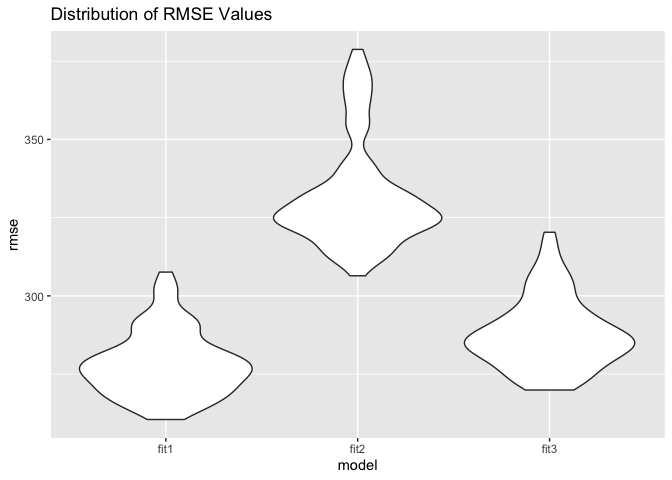 Distribution of RMSE Values
rmse
350
300
fit1
fit2
fit3
model